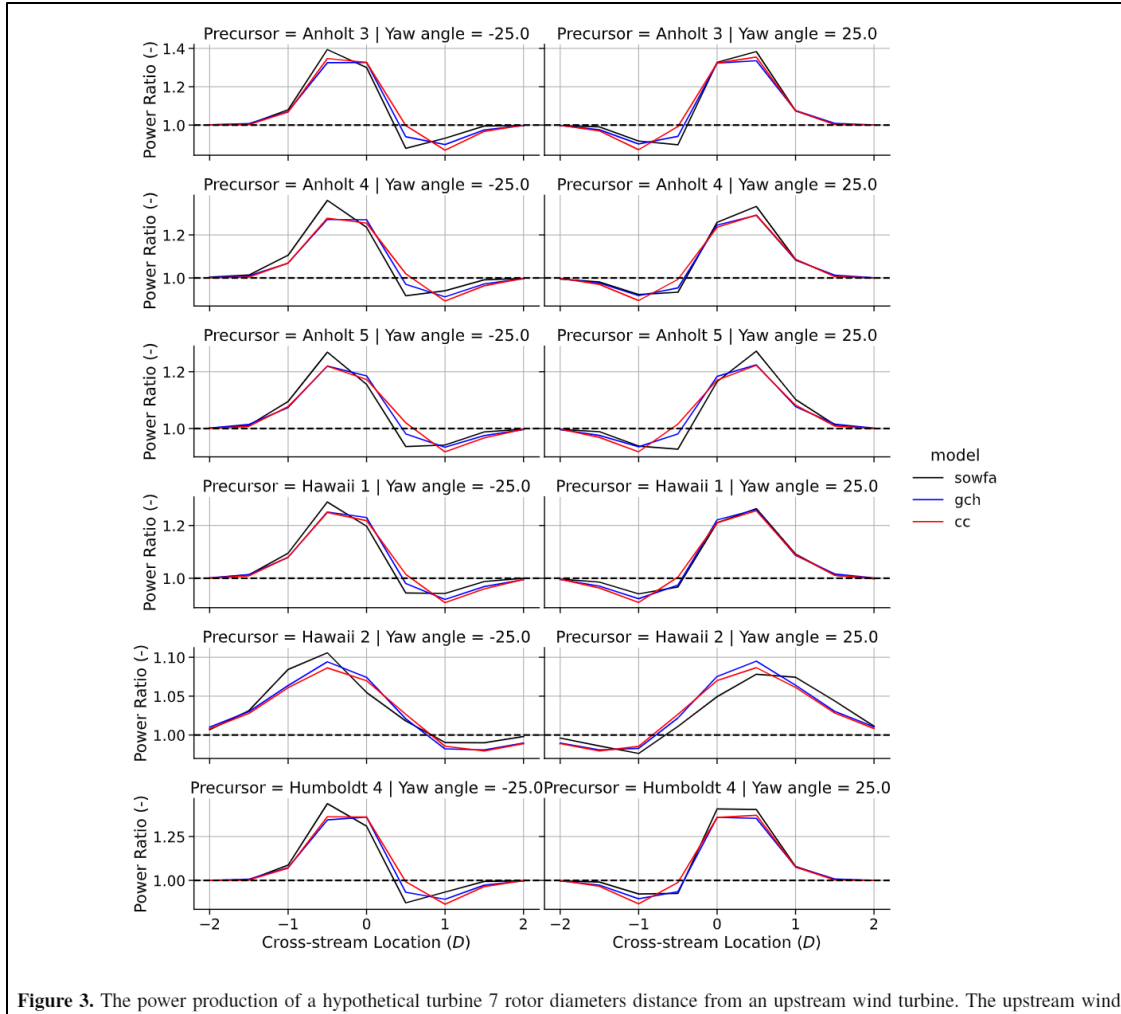 Precursor = Anholt 3 | Yaw angle = -25.0
Precursor = Anholt 3 | Yaw angle = 25.0
Power Ratio (-)
1.4
1.2
1.0
Precursor = Anholt 4 | Yaw angle = -25.0
Precursor = Anholt 4 | Yaw angle = 25.0
Power Ratio (-)
1.2
1.0
Precursor = Anholt 5 | Yaw angle = -25.0
Precursor = Anholt 5 | Yaw angle = 25.0
Power Ratio (-)
1.2
1.0
model
sowfa
gch
cc
Precursor = Hawaii 1 | Yaw angle = -25.0
Precursor = Hawaii 1 | Yaw angle = 25.0
Power Ratio (-)
1.2
1.0
Precursor = Hawaii 2 | Yaw angle = -25.0
Precursor = Hawaii 2 | Yaw angle = 25.0
Power Ratio (-)
1.10
1.05
1.00
Precursor = Humboldt 4 | Yaw angle = -25.0
Precursor = Humboldt 4 | Yaw angle = 25.0
Power Ratio (-)
1.25
1.00
−2 −1 0 1 2
−2 −1 0 1 2
Cross-stream Location (D)
Cross-stream Location (D)
Figure 3. The power production of a hypothetical turbine 7 rotor diameters distance from an upstream wind turbine. The upstream wind